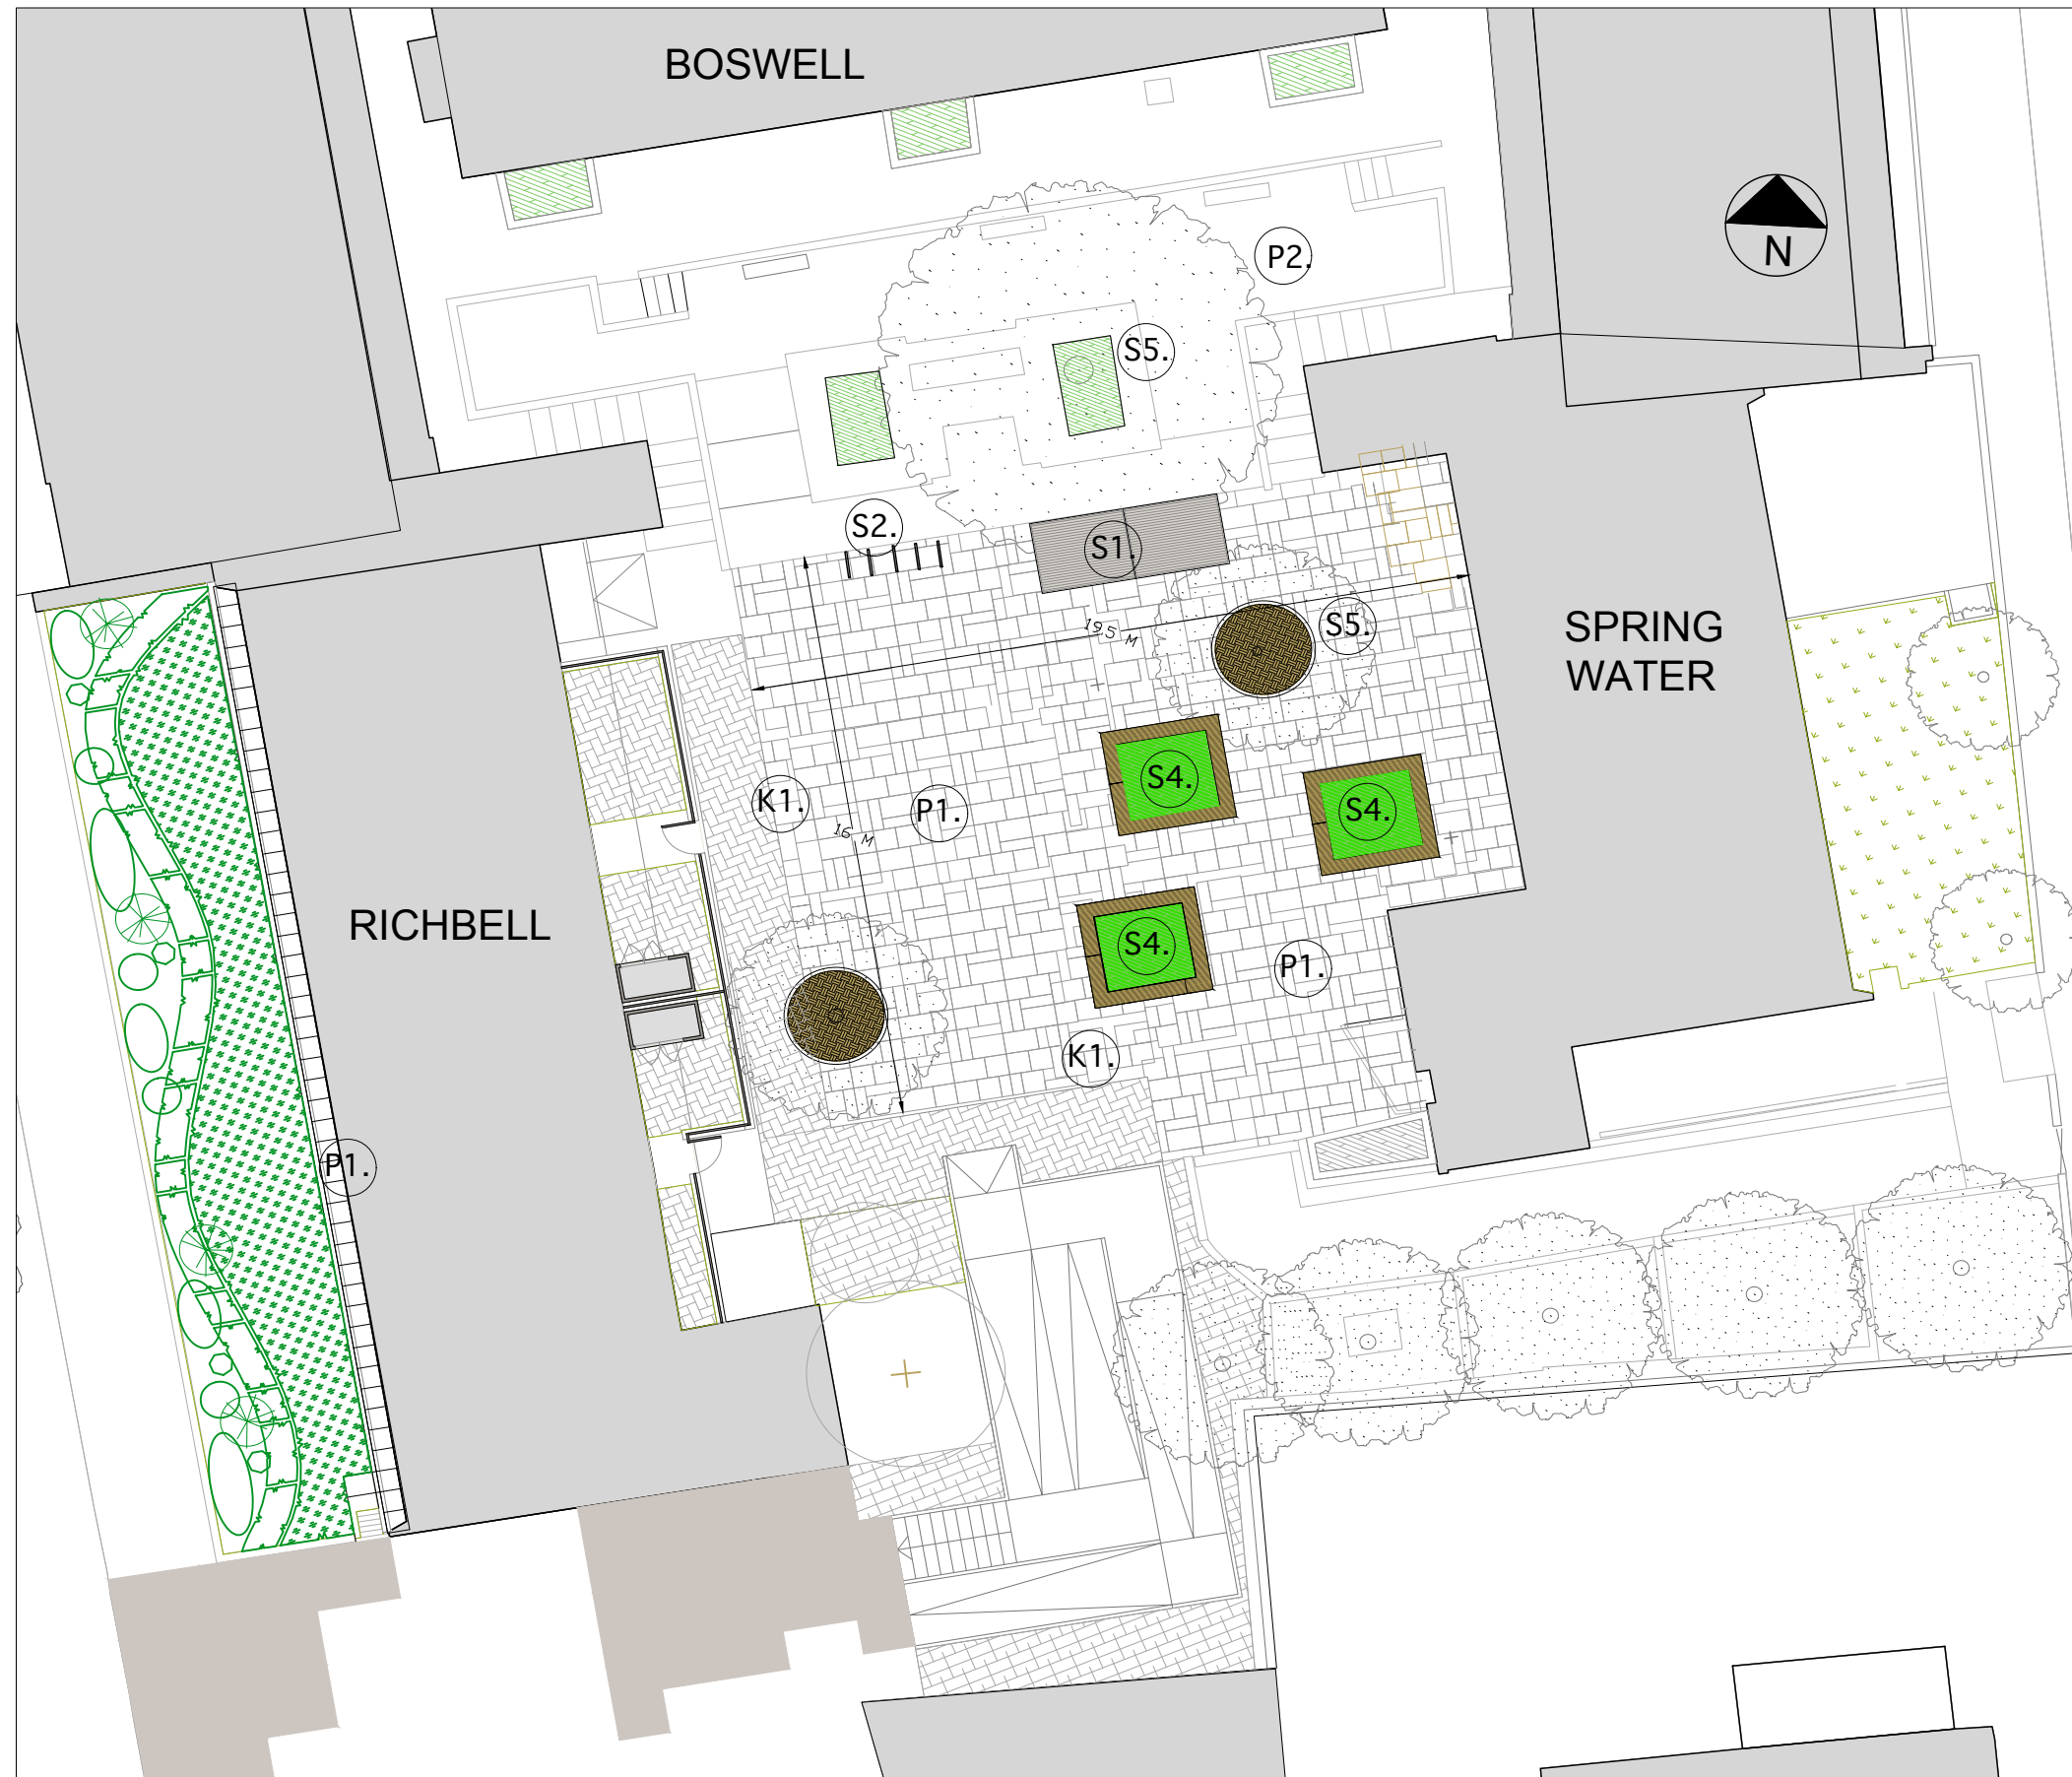 BOSWELL
N
P2.
S5.
S2.
S1.
19.5 M
S5.
SPRING
WATER
S4.
K1.
P1.
S4.
16 M
RICHBELL
S4.
P1.
K1.
P1.